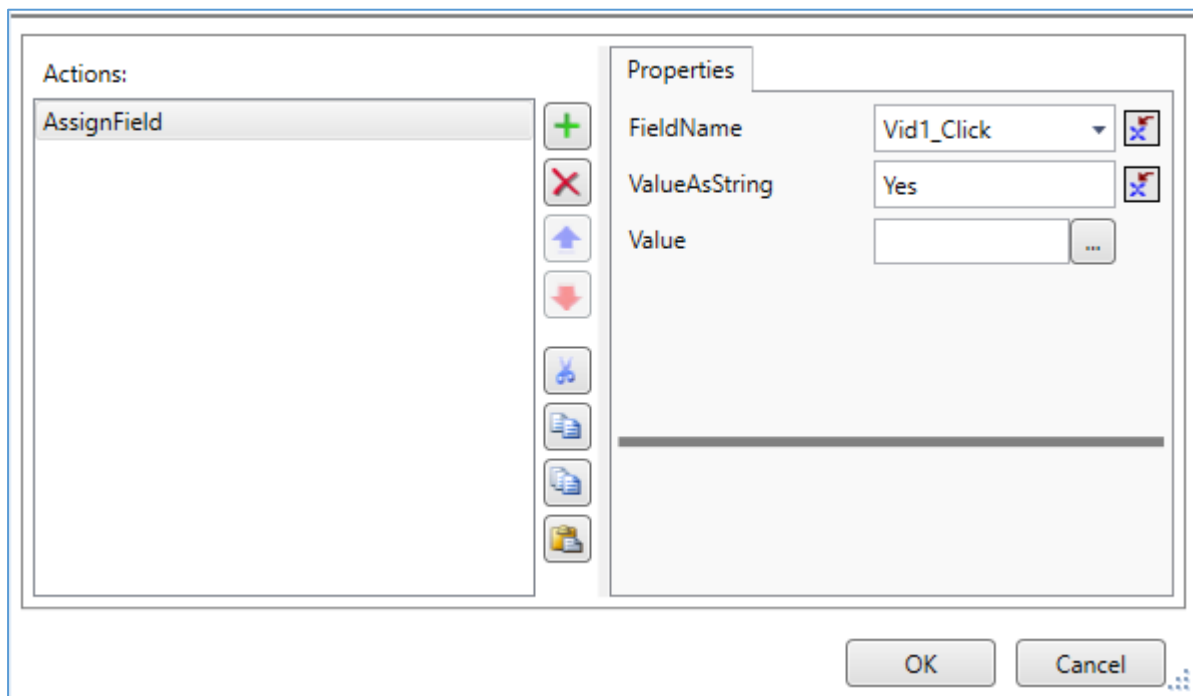 Actions:
AssignField
Properties
FieldName
Vid1_Click
ValueAsString
Yes
Value
...
OK
Cancel